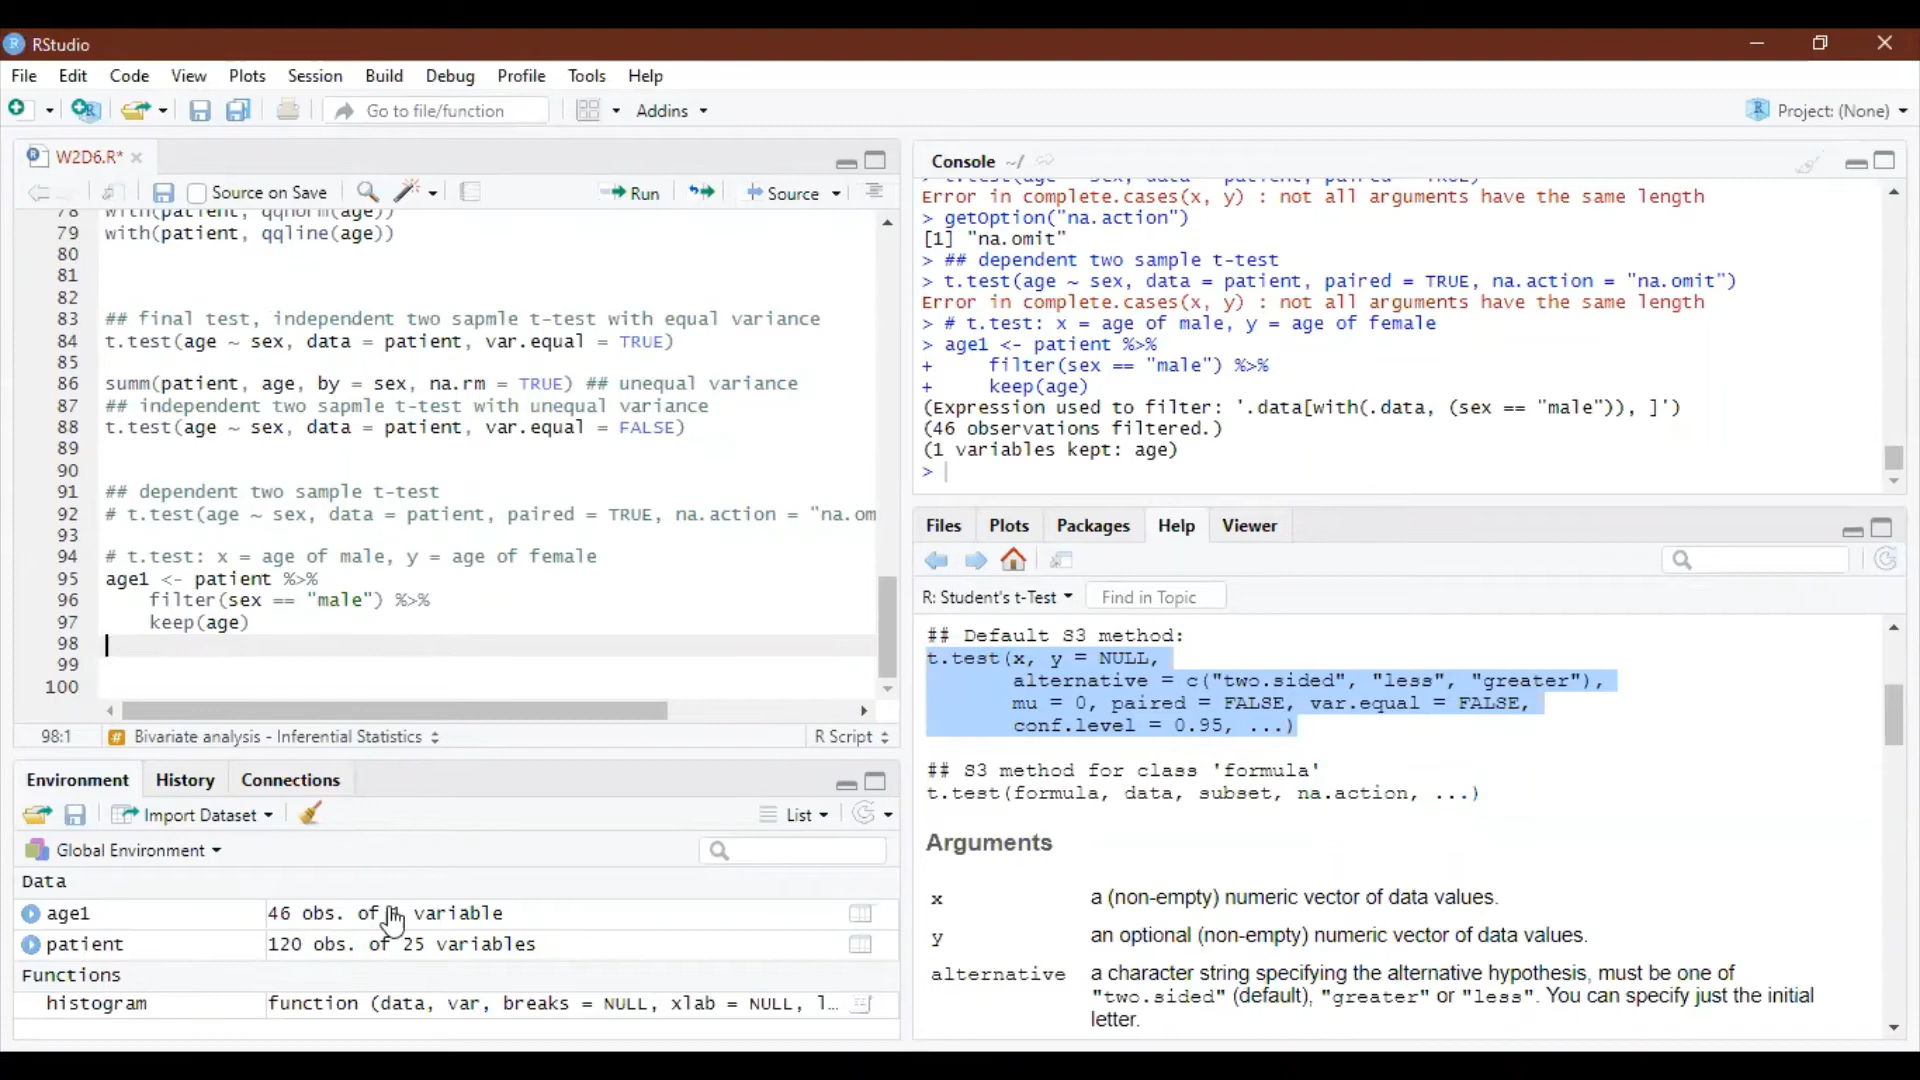 RStudio
File Edit Code View Plots Session Build Debug Profile Tools Help
Go to file/function Addins Project: (None)
W2D6.R*
Source on Save Run Source
78 with(patient, qqnorm(age))
79 with(patient, qqline(age))
80
81
82
83 ## final test, independent two sapmle t-test with equal variance
84 t.test(age ~ sex, data = patient, var.equal = TRUE)
85
86 summ(patient, age, by = sex, na.rm = TRUE) ## unequal variance
87 ## independent two sapmle t-test with unequal variance
88 t.test(age ~ sex, data = patient, var.equal = FALSE)
89
90
91 ## dependent two sample t-test
92 # t.test(age ~ sex, data = patient, paired = TRUE, na.action = "na.om
93
94 # t.test: x = age of male, y = age of female
95 age1 <- patient %>%
96 filter(sex == "male") %>%
97 keep(age)
98
99
100
98:1 # Bivariate analysis - Inferential Statistics R Script
Environment History Connections
Import Dataset List
Global Environment
Data
age1 46 obs. of 1 variable
patient 120 obs. of 25 variables
Functions
histogram function (data, var, breaks = NULL, xlab = NULL, l...
Console ~/
> t.test(age ~ sex, data = patient, paired = TRUE)
Error in complete.cases(x, y) : not all arguments have the same length
> getOption("na.action")
[1] "na.omit"
> ## dependent two sample t-test
> t.test(age ~ sex, data = patient, paired = TRUE, na.action = "na.omit")
Error in complete.cases(x, y) : not all arguments have the same length
> # t.test: x = age of male, y = age of female
> age1 <- patient %>%
+ filter(sex == "male") %>%
+ keep(age)
(Expression used to filter: '.data[with(.data, (sex == "male")), ]')
(46 observations filtered.)
(1 variables kept: age)
>
Files Plots Packages Help Viewer
R: Student's t-Test Find in Topic
## Default S3 method:
t.test(x, y = NULL,
alternative = c("two.sided", "less", "greater"),
mu = 0, paired = FALSE, var.equal = FALSE,
conf.level = 0.95, ...)
## S3 method for class 'formula'
t.test(formula, data, subset, na.action, ...)
Arguments
x a (non-empty) numeric vector of data values.
y an optional (non-empty) numeric vector of data values.
alternative a character string specifying the alternative hypothesis, must be one of
"two.sided" (default), "greater" or "less". You can specify just the initial
letter.